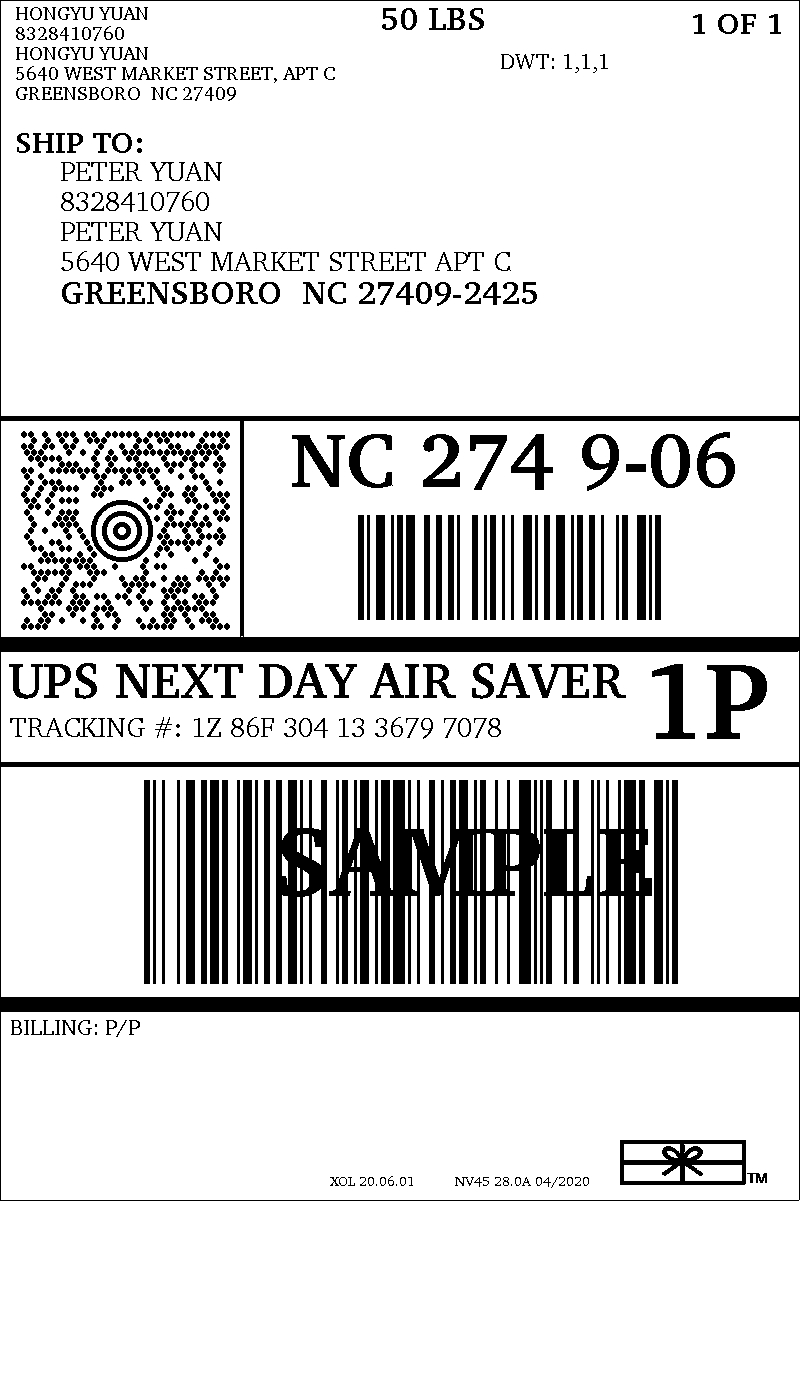 HONGYU YUAN
8328410760
HONGYU YUAN
5640 WEST MARKET STREET, APT C
GREENSBORO NC 27409
50 LBS
1 OF 1
DWT: 1,1,1
SHIP TO:
PETER YUAN
8328410760
PETER YUAN
5640 WEST MARKET STREET APT C
GREENSBORO NC 27409-2425
NC 274 9-06
UPS NEXT DAY AIR SAVER
1P
TRACKING #: 1Z 86F 304 13 3679 7078
SAMPLE
BILLING: P/P
XOL 20.06.01
NV45 28.0A 04/2020
TM